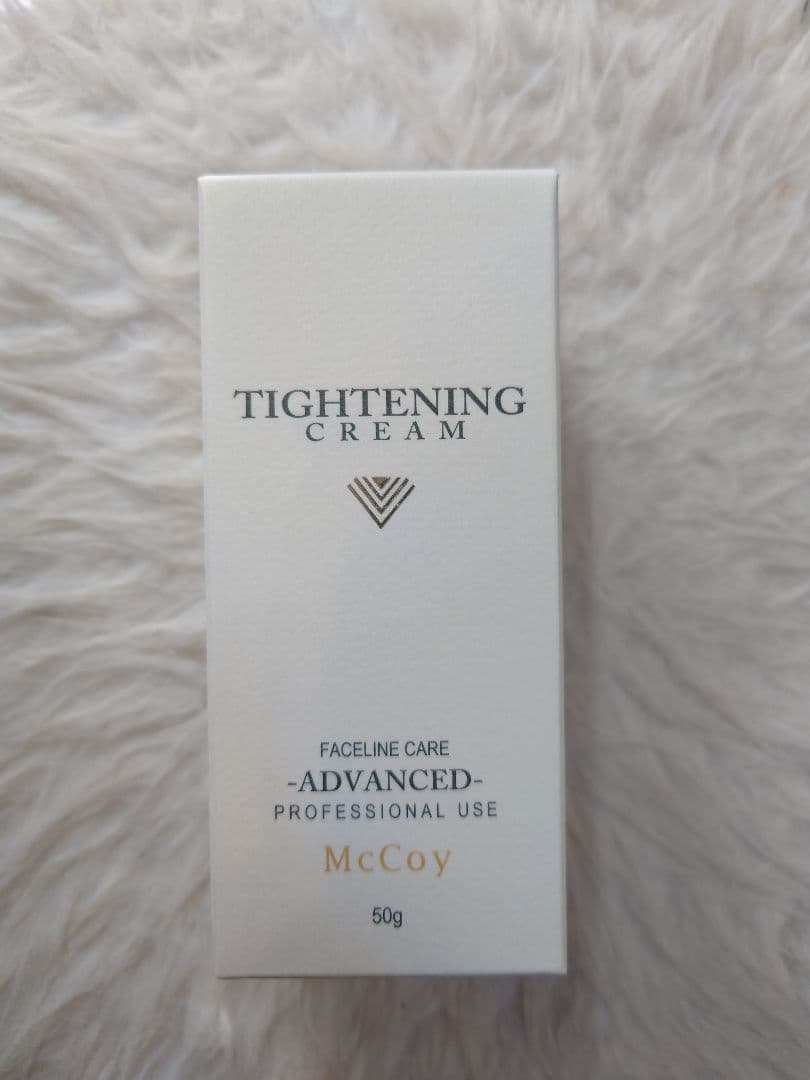 TIGHTENING
CREAM
FACELINE CARE
-ADVANCED-
PROFESSIONAL USE
McCoy
50g